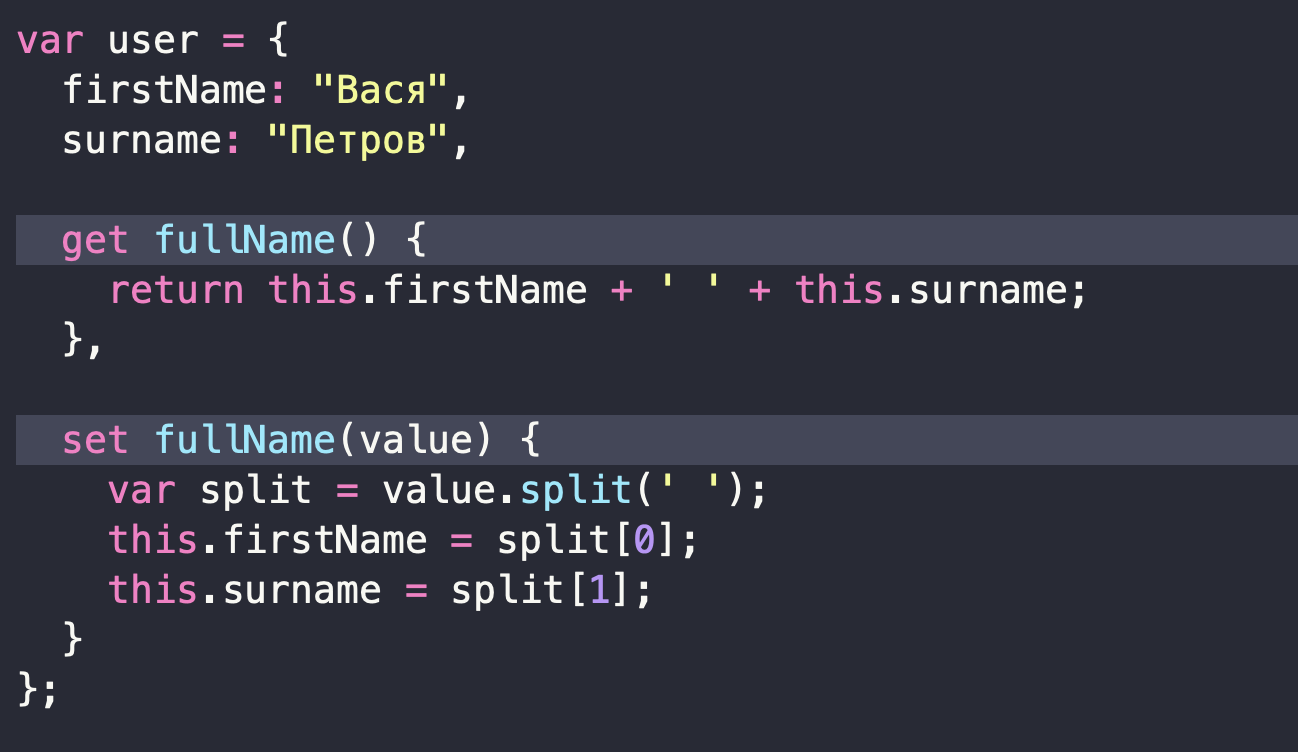 var user = {
  firstName: "Вася",
  surname: "Петров",
  get fullName() {
    return this.firstName + ' ' + this.surname;
  },
  set fullName(value) {
    var split = value.split(' ');
    this.firstName = split[0];
    this.surname = split[1];
  }
};